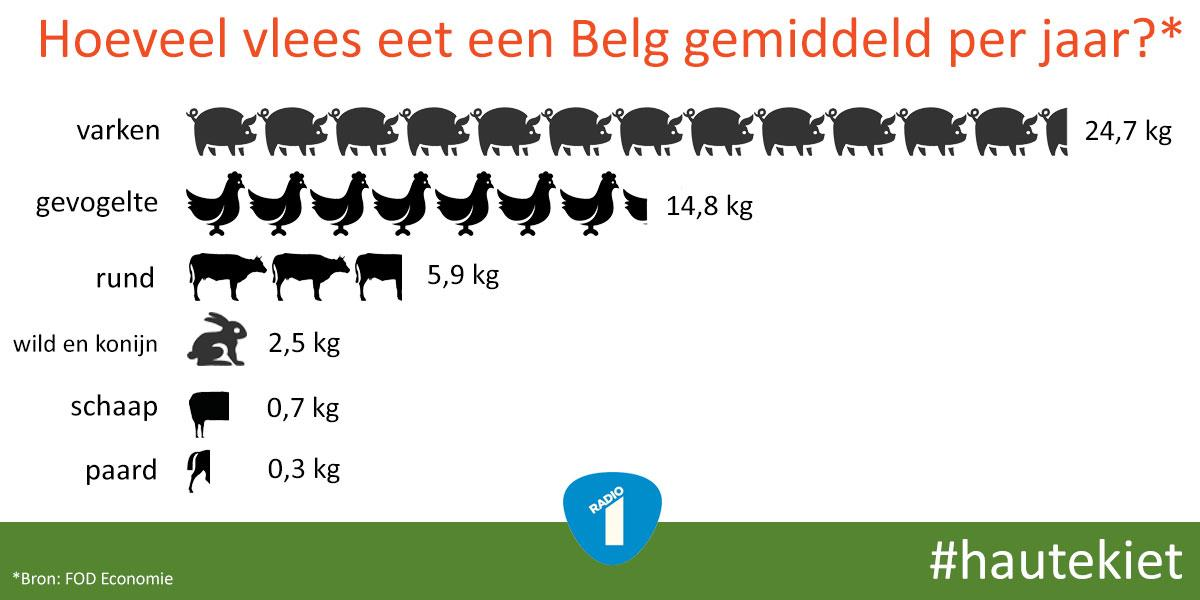 Hoeveel vlees eet een Belg gemiddeld per jaar?*
varken 24,7 kg
gevogelte 14,8 kg
rund 5,9 kg
wild en konijn 2,5 kg
schaap 0,7 kg
paard 0,3 kg
RADIO
1
#hautekiet
*Bron: FOD Economie